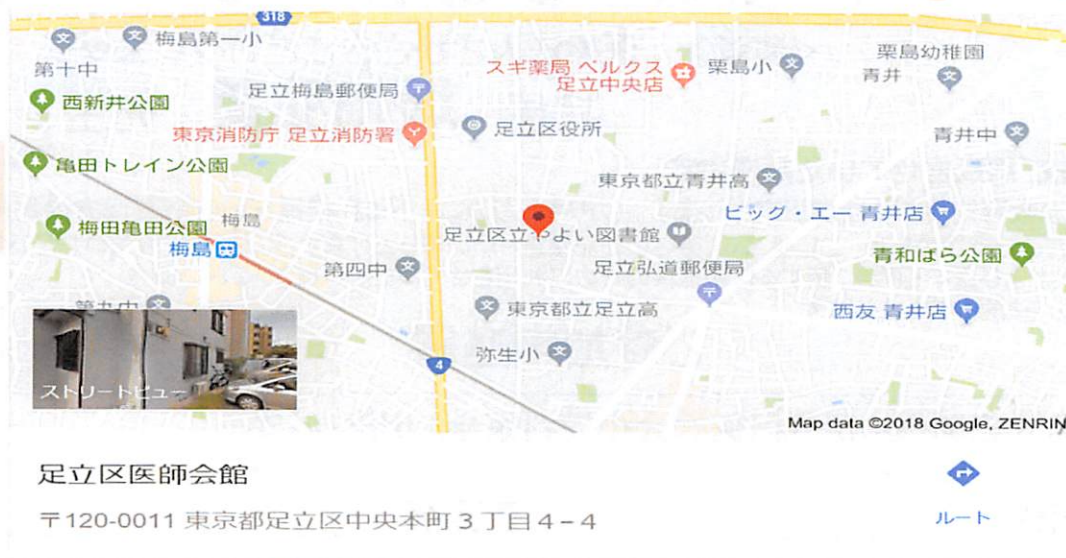 318
梅島第一小
栗島幼稚園
第十中
スギ薬局 ベルクス
足立中央店
栗島小
青井
足立梅島郵便局
西新井公園
東京消防庁 足立消防署
足立区役所
青井中
亀田トレイン公園
東京都立青井高
梅田亀田公園
梅島
ビッグ・エー 青井店
足立区立やよい図書館
梅島
第四中
足立弘道郵便局
青和ばら公園
第九中
東京都立足立高
西友 青井店
弥生小
4
ストリートビュー
Map data ©2018 Google, ZENRIN
足立区医師会館
〒120-0011 東京都足立区中央本町3丁目4−4
ルート